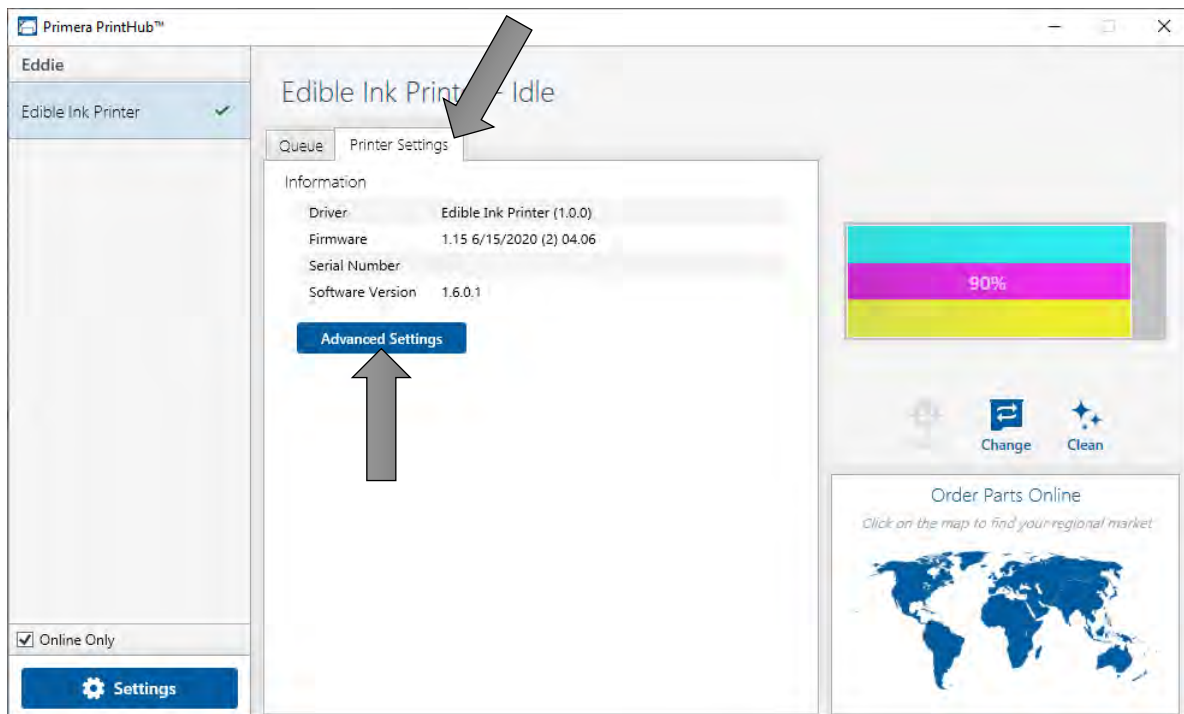 Primera PrintHub™
Eddie
Edible Ink Printer
Online Only
Settings
Edible Ink - Idle
Queue
Printer Settings
Information
Driver Edible Ink Printer (1.0.0)
Firmware 1.15 6/15/2020 (2) 04.06
Serial Number
Software Version 1.6.0.1
Advanced Settings
90%
Change
Clean
Order Parts Online
Click on the map to find your regional market